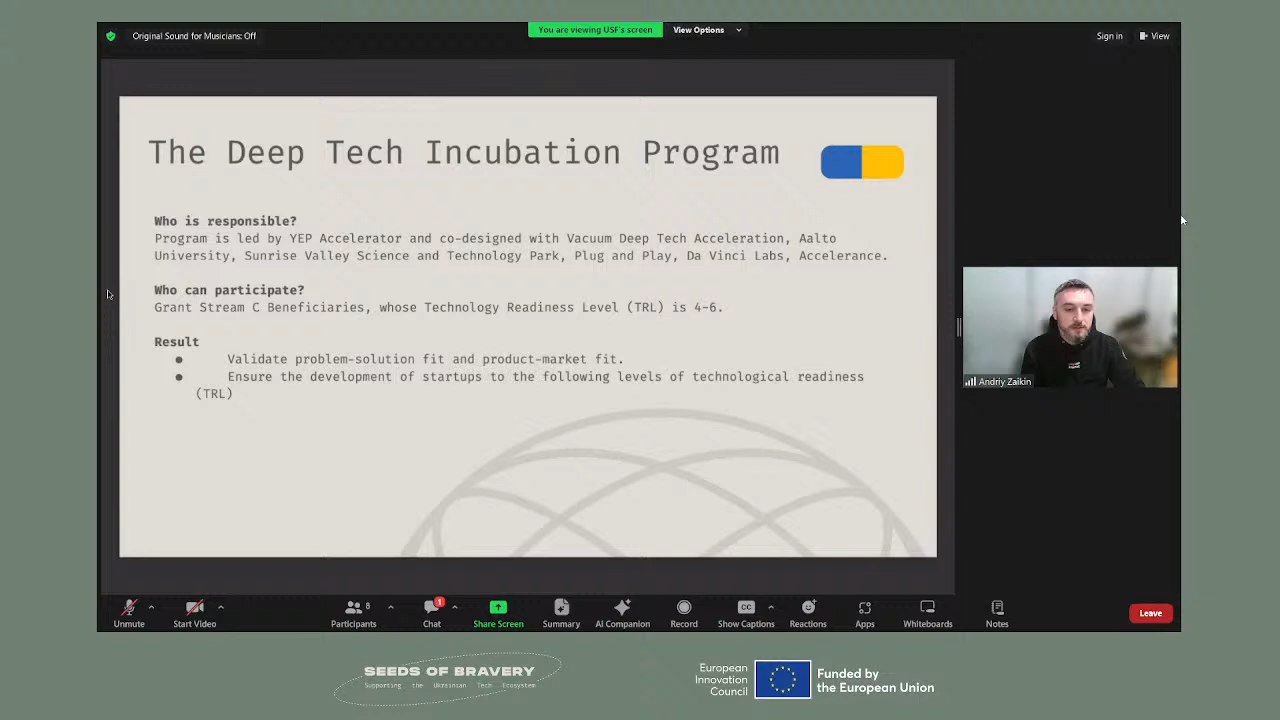 Original Sound for Musicians: Off
You are viewing USF's screen
View Options
Sign in
View
The Deep Tech Incubation Program
Who is responsible?
Program is led by YEP Accelerator and co-designed with Vacuum Deep Tech Acceleration, Aalto
University, Sunrise Valley Science and Technology Park, Plug and Play, Da Vinci Labs, Accelerance.
Who can participate?
Grant Stream C Beneficiaries, whose Technology Readiness Level (TRL) is 4-6.
Result
● Validate problem-solution fit and product-market fit.
● Ensure the development of startups to the following levels of technological readiness
(TRL)
Andriy Zaikin
Unmute
Start Video
8
Participants
1
Chat
Share Screen
Summary
AI Companion
Record
CC
Show Captions
Reactions
Apps
Whiteboards
Notes
Leave
SEEDS OF BRAVERY
Supporting the Ukrainian Tech Ecosystem
European
Innovation
Council
Funded by
the European Union